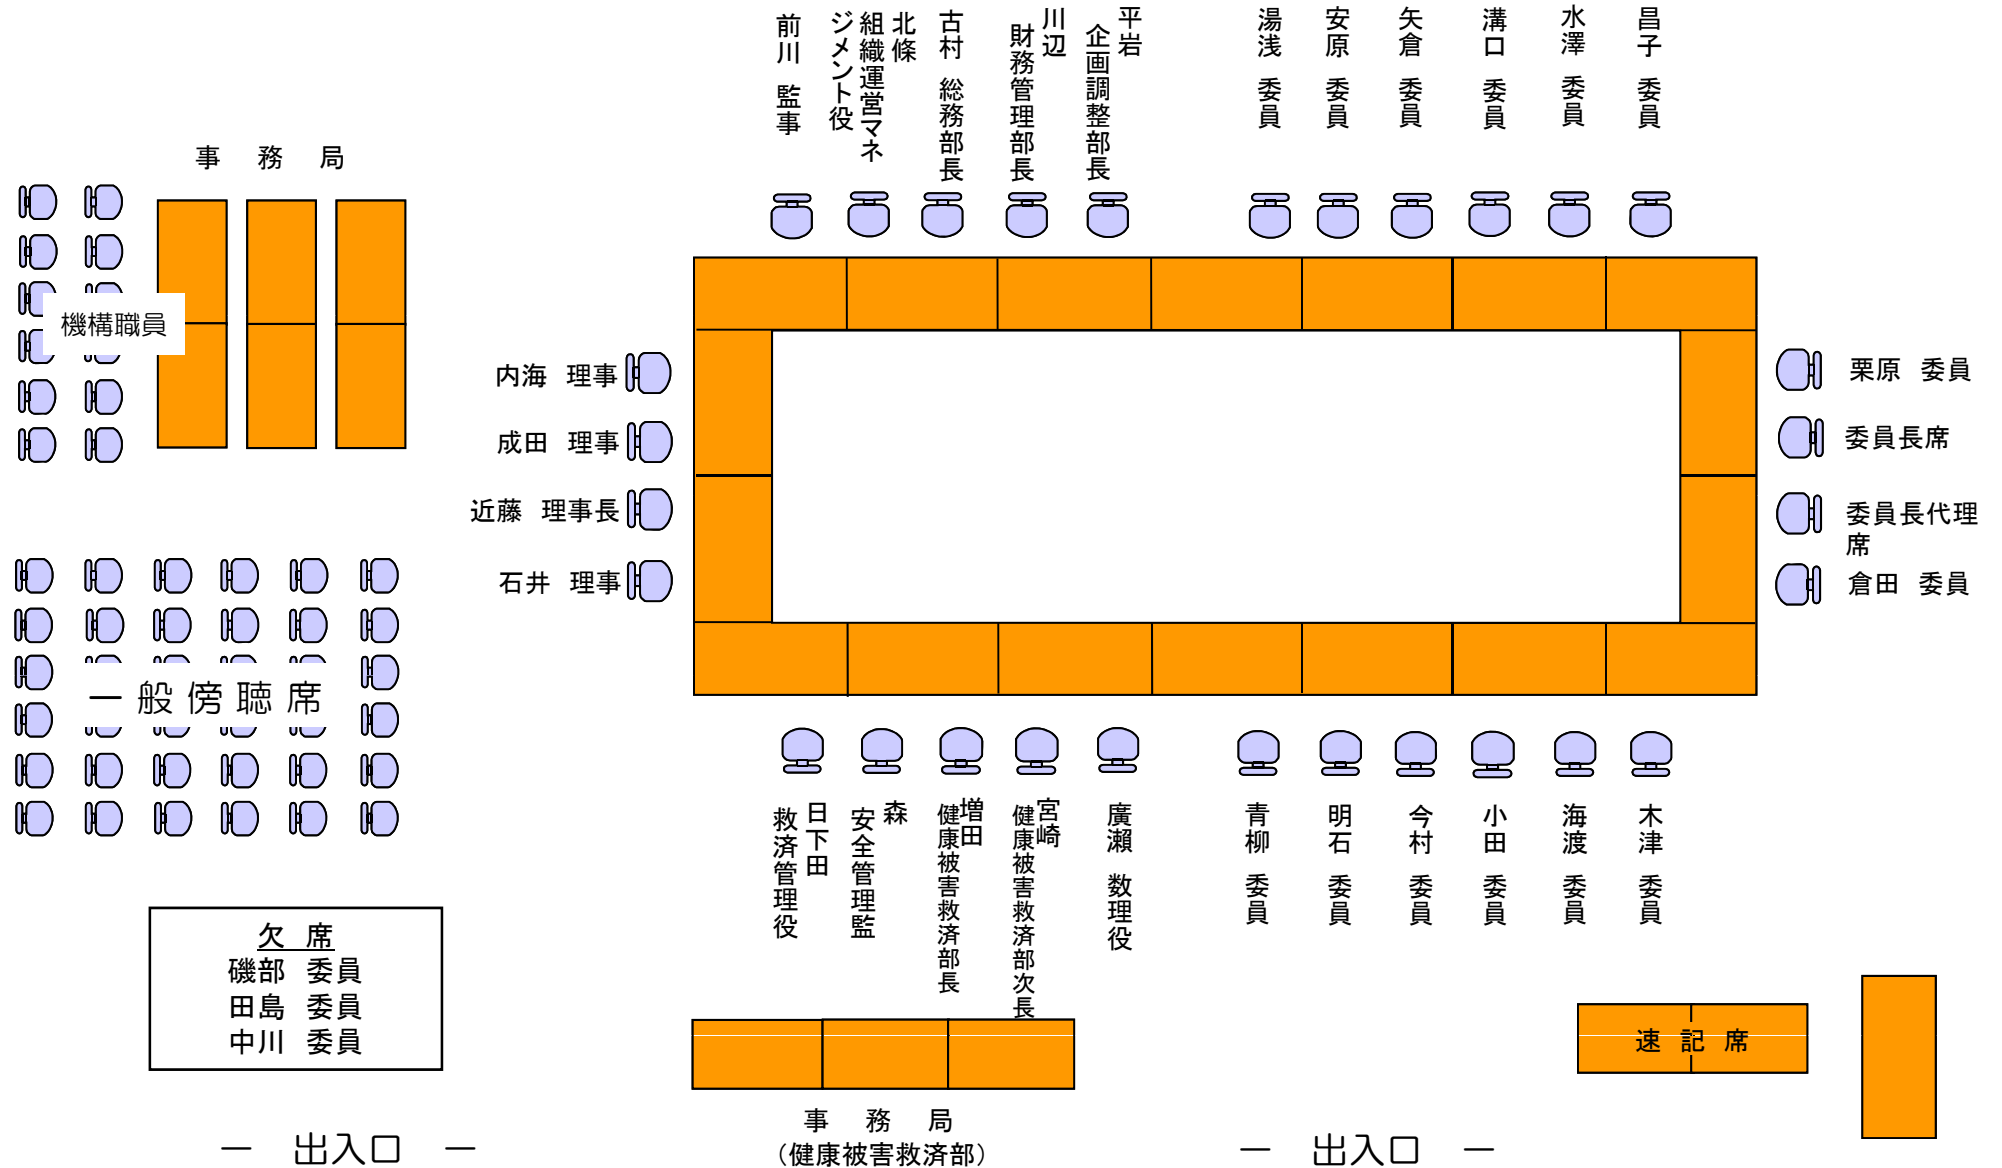 前川 監事
北條
組織運営マネ
ジメント役
古村 総務部長
川辺
財務管理部長
平岩
企画調整部長
湯浅 委員
安原 委員
矢倉 委員
溝口 委員
水澤 委員
昌子 委員
事 務 局
機構職員
内海 理事
成田 理事
近藤 理事長
石井 理事
栗原 委員
委員長席
委員長代理
席
倉田 委員
一般傍聴席
日下田
救済管理役
森
安全管理監
増田
健康被害救済部長
宮崎
健康被害救済部次長
廣瀬 数理役
青柳 委員
明石 委員
今村 委員
小田 委員
海渡 委員
木津 委員
欠 席
磯部 委員
田島 委員
中川 委員
速 記 席
事 務 局
（健康被害救済部）
― 出入口 ―
― 出入口 ―